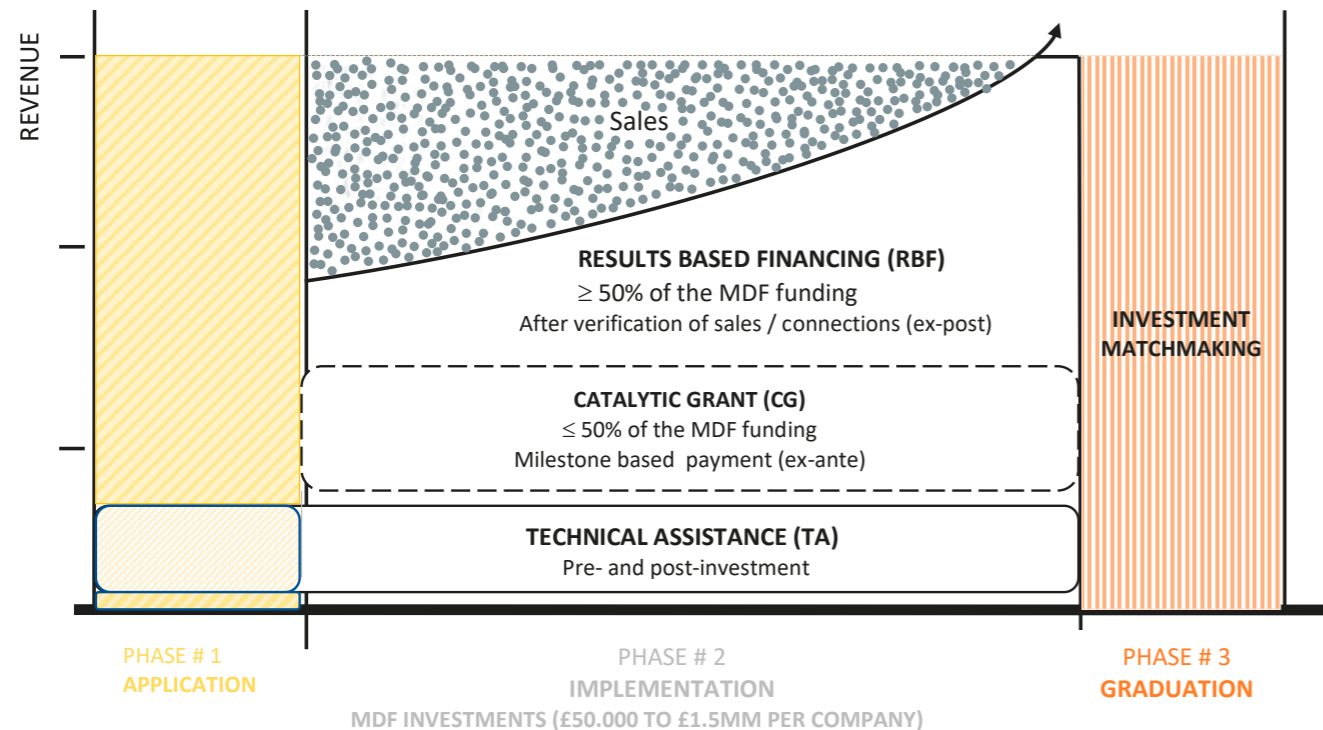 REVENUE
Sales
RESULTS BASED FINANCING (RBF)
≥ 50% of the MDF funding
After verification of sales / connections (ex-post)
INVESTMENT
MATCHMAKING
CATALYTIC GRANT (CG)
≤ 50% of the MDF funding
Milestone based payment (ex-ante)
TECHNICAL ASSISTANCE (TA)
Pre- and post-investment
PHASE # 1
APPLICATION
PHASE # 2
IMPLEMENTATION
MDF INVESTMENTS (£50.000 TO £1.5MM PER COMPANY)
PHASE # 3
GRADUATION